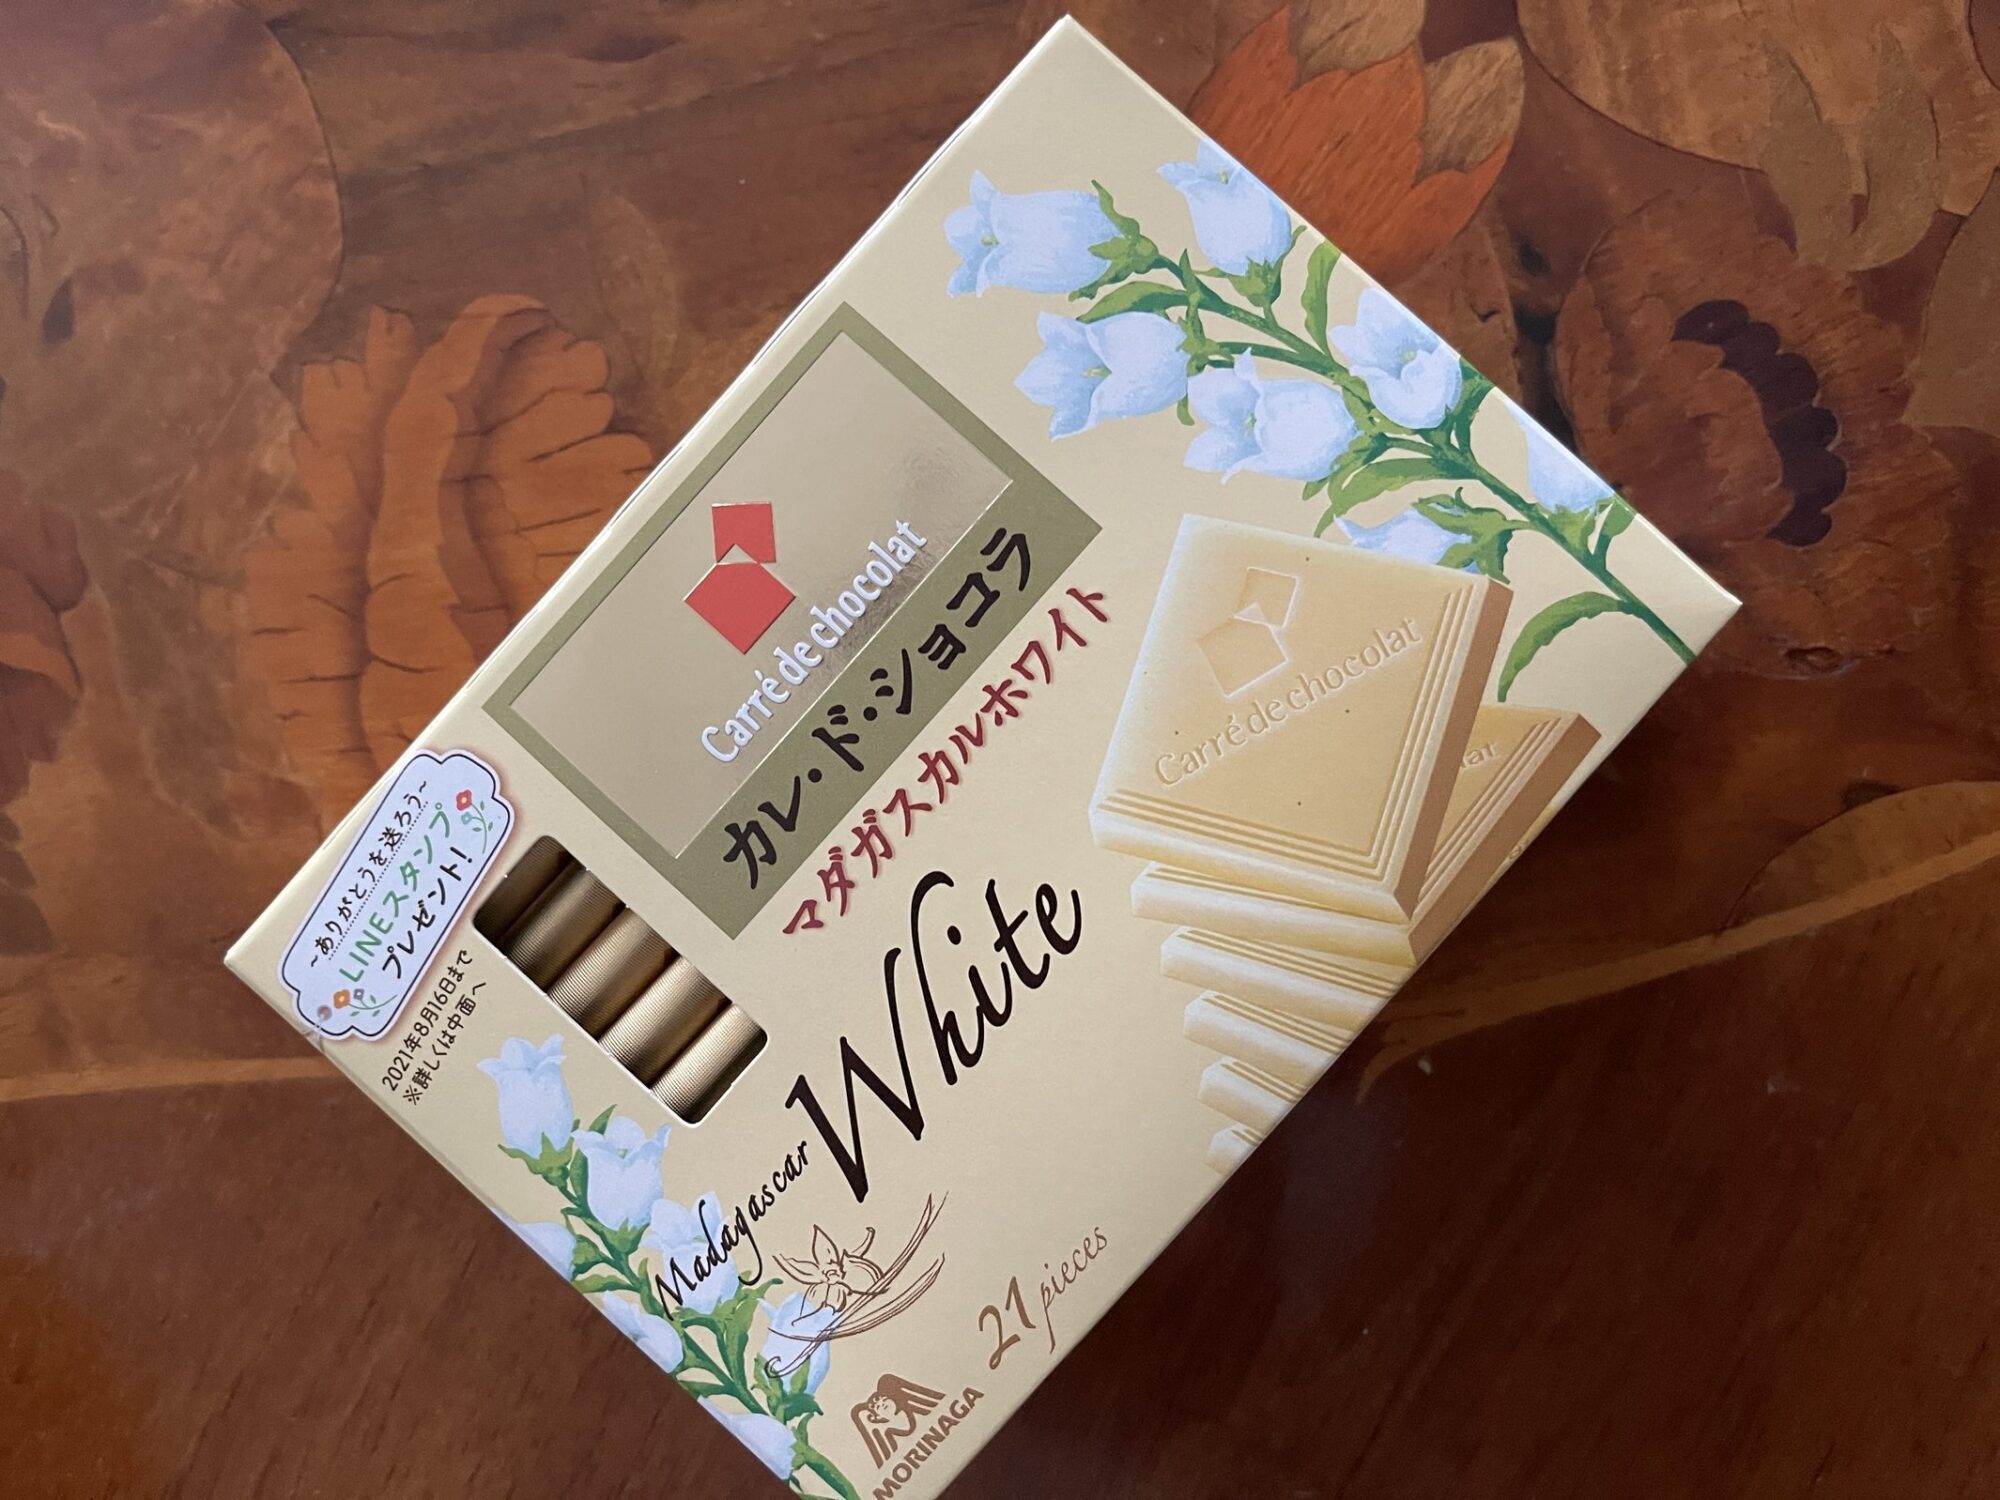 Carré de chocolat
カレ・ド・ショコラ
マダガスカルホワイト
Madagascar
White
21 pieces
MORINAGA
~ありがとうを送ろう~
LINEスタンプ
プレゼント!
2021年8月16日まで
※詳しくは中面へ
Carré de chocolat
lat